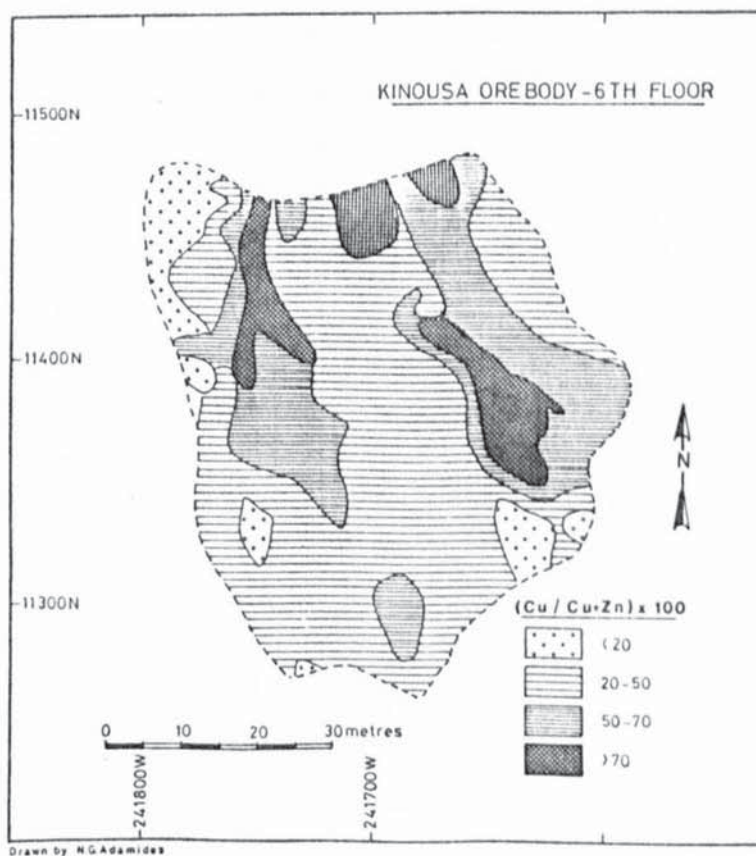 KINOUSA OREBODY - 6TH FLOOR
11500N
11400N
N
11300N
(Cu / Cu+Zn) x 100
<20
20-50
50-70
>70
0 10 20 30 metres
241800W
241700W
Drawn by N.G.Adamides